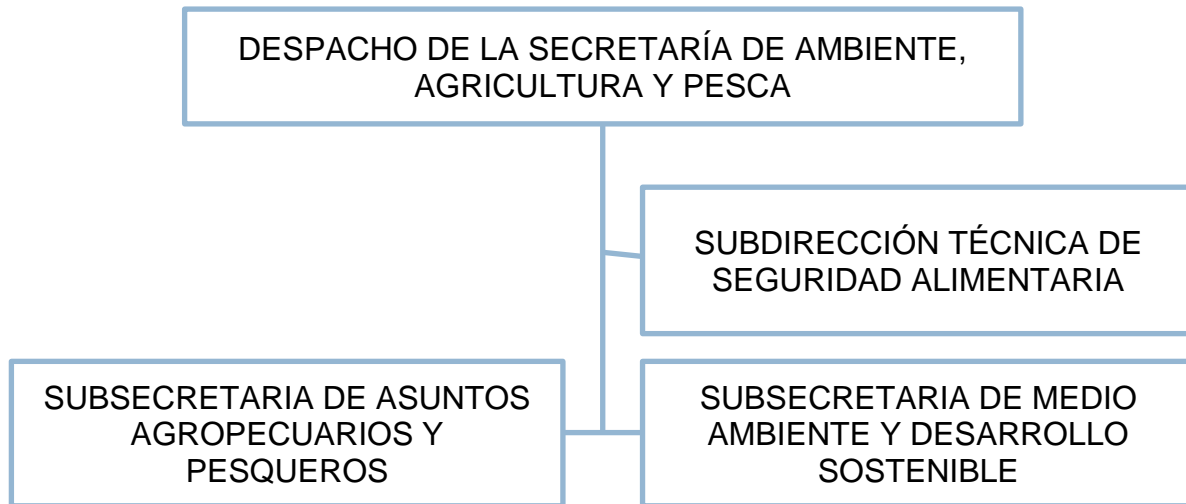 DESPACHO DE LA SECRETARÍA DE AMBIENTE,
AGRICULTURA Y PESCA
SUBDIRECCIÓN TÉCNICA DE
SEGURIDAD ALIMENTARIA
SUBSECRETARIA DE ASUNTOS
AGROPECUARIOS Y
PESQUEROS
SUBSECRETARIA DE MEDIO
AMBIENTE Y DESARROLLO
SOSTENIBLE